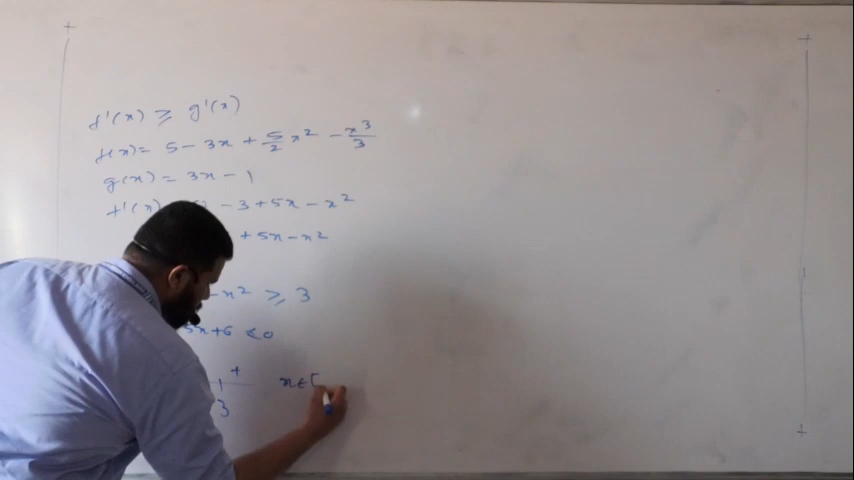 f'(x) ≥ g'(x)
f(x) = 5 - 3x + 5/2 x² - x³/3
g(x) = 3x - 1
f'(x) - 3 + 5x - x²
+ 5x - x²
- x² ≥ 3
5x + 6 ≤ 0
+
3
x ∈ [